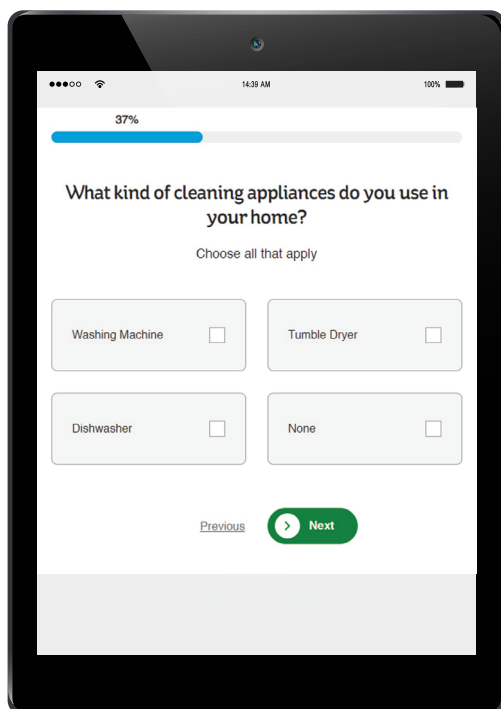 14:39 AM
100%
37%
What kind of cleaning appliances do you use in
your home?
Choose all that apply
Washing Machine
Tumble Dryer
Dishwasher
None
Previous
Next